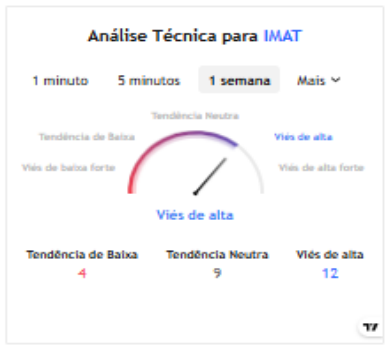 Análise Técnica para IMAT
1 minuto 5 minutos 1 semana Mais
Tendência Neutra
Tendência de Baixa Viés de alta
Viés de baixa forte Viés de alta forte
Viés de alta
Tendência de Baixa Tendência Neutra Viés de alta
4 9 12